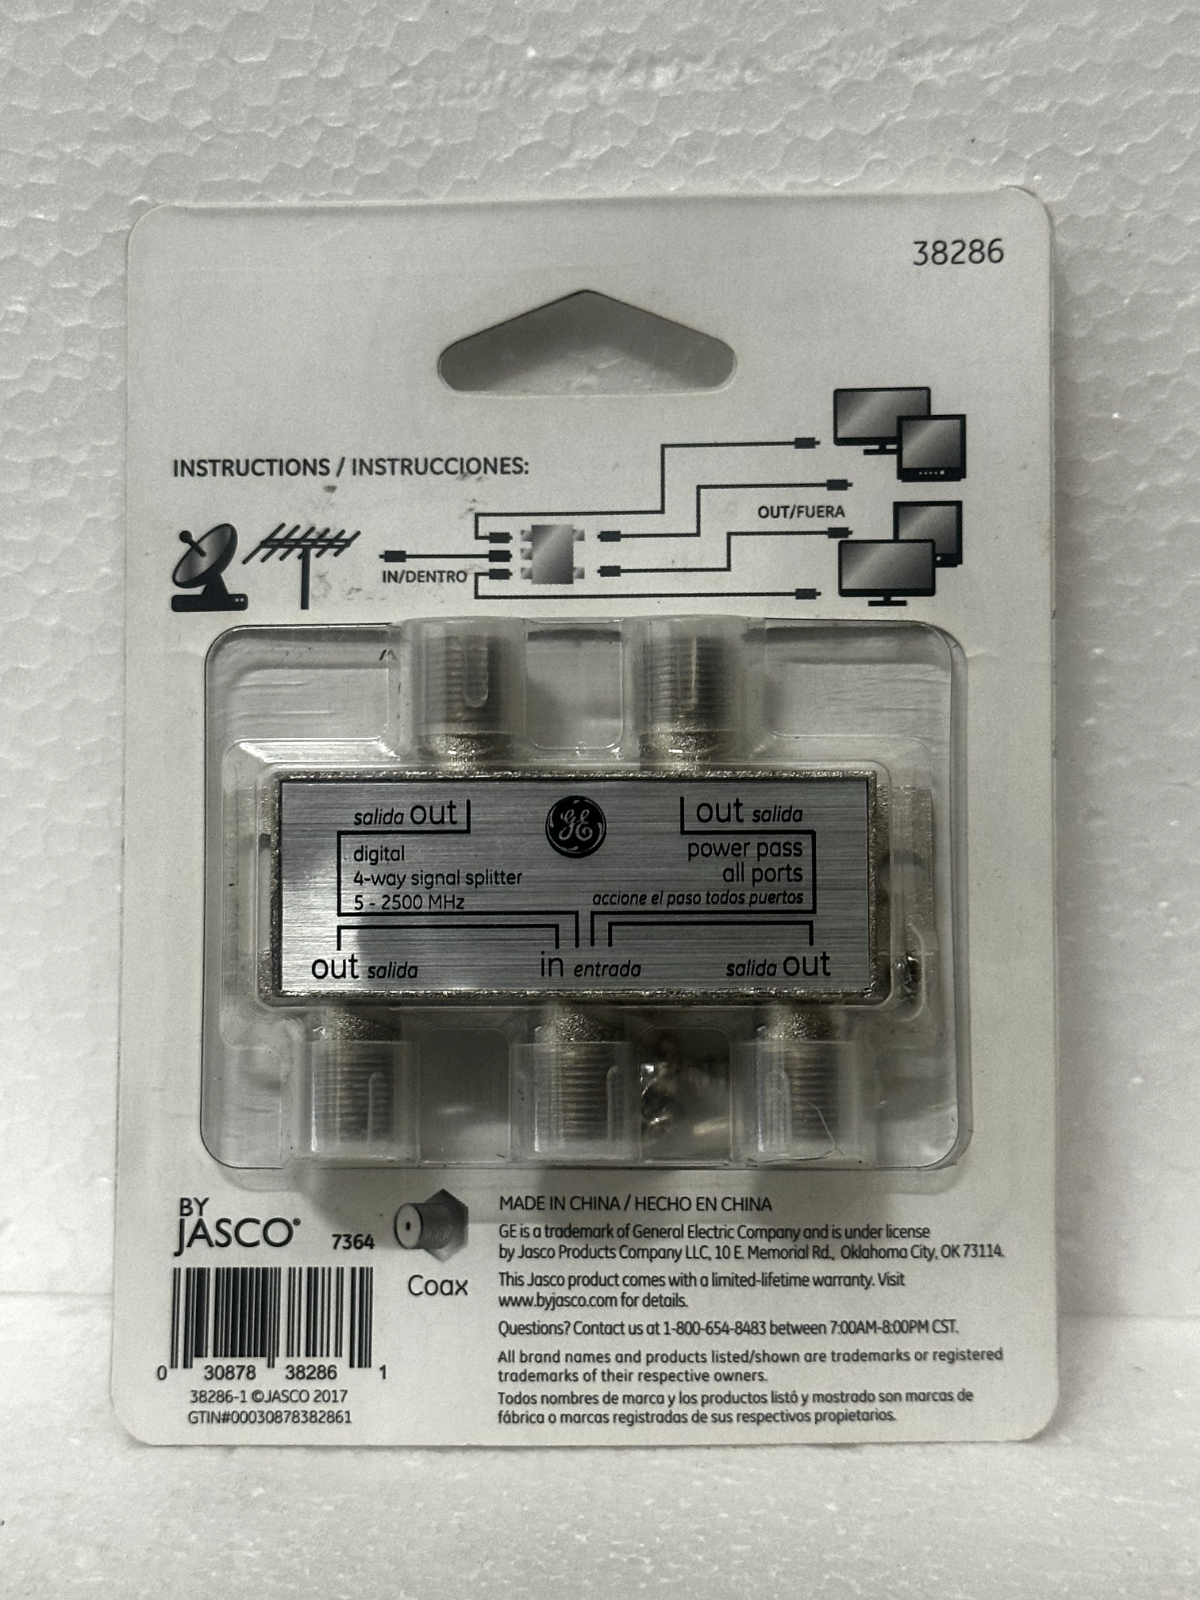 38286
INSTRUCTIONS / INSTRUCCIONES:
OUT/FUERA
IN/DENTRO
salida out
GE
out salida
digital
4-way signal splitter
5 - 2500 MHz
power pass
all ports
accione el paso todos puertos
out salida
in entrada
salida out
BY
JASCO®
7364
Coax
0 30878 38286 1
38286-1 ©JASCO 2017
GTIN#00030878382861
MADE IN CHINA / HECHO EN CHINA
GE is a trademark of General Electric Company and is under license
by Jasco Products Company LLC, 10 E. Memorial Rd., Oklahoma City, OK 73114.
This Jasco product comes with a limited-lifetime warranty. Visit
www.byjasco.com for details.
Questions? Contact us at 1-800-654-8483 between 7:00AM-8:00PM CST.
All brand names and products listed/shown are trademarks or registered
trademarks of their respective owners.
Todos nombres de marca y los productos listó y mostrado son marcas de
fábrica o marcas registradas de sus respectivos propietarios.